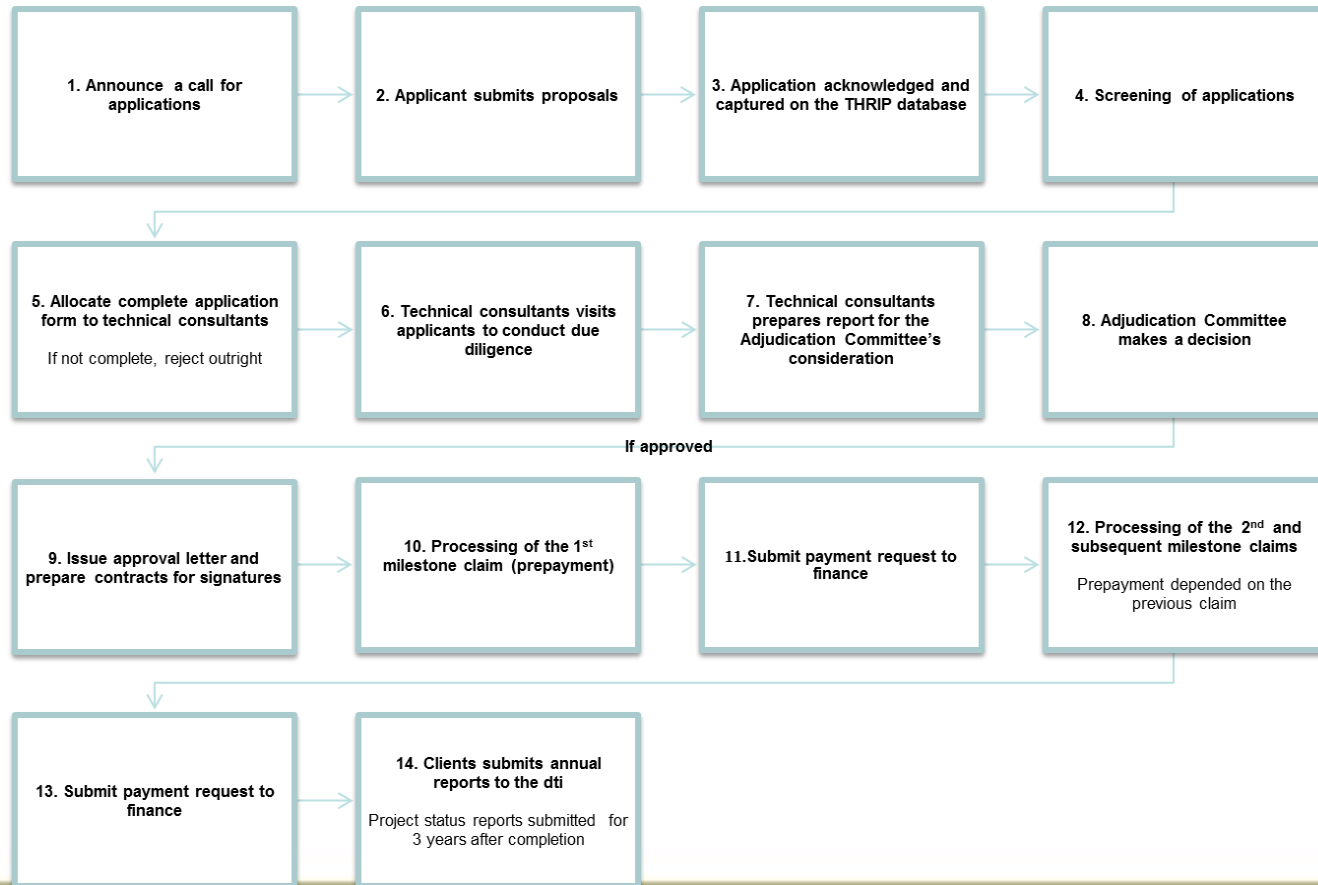 1. Announce a call for
applications
2. Applicant submits proposals
3. Application acknowledged and
captured on the THRIP database
4. Screening of applications
5. Allocate complete application
form to technical consultants
If not complete, reject outright
6. Technical consultants visits
applicants to conduct due
diligence
7. Technical consultants
prepares report for the
Adjudication Committee's
consideration
8. Adjudication Committee
makes a decision
If approved
9. Issue approval letter and
prepare contracts for signatures
10. Processing of the 1st
milestone claim (prepayment)
11.Submit payment request to
finance
12. Processing of the 2nd and
subsequent milestone claims
Prepayment depended on the
previous claim
13. Submit payment request to
finance
14. Clients submits annual
reports to the dti
Project status reports submitted for
3 years after completion